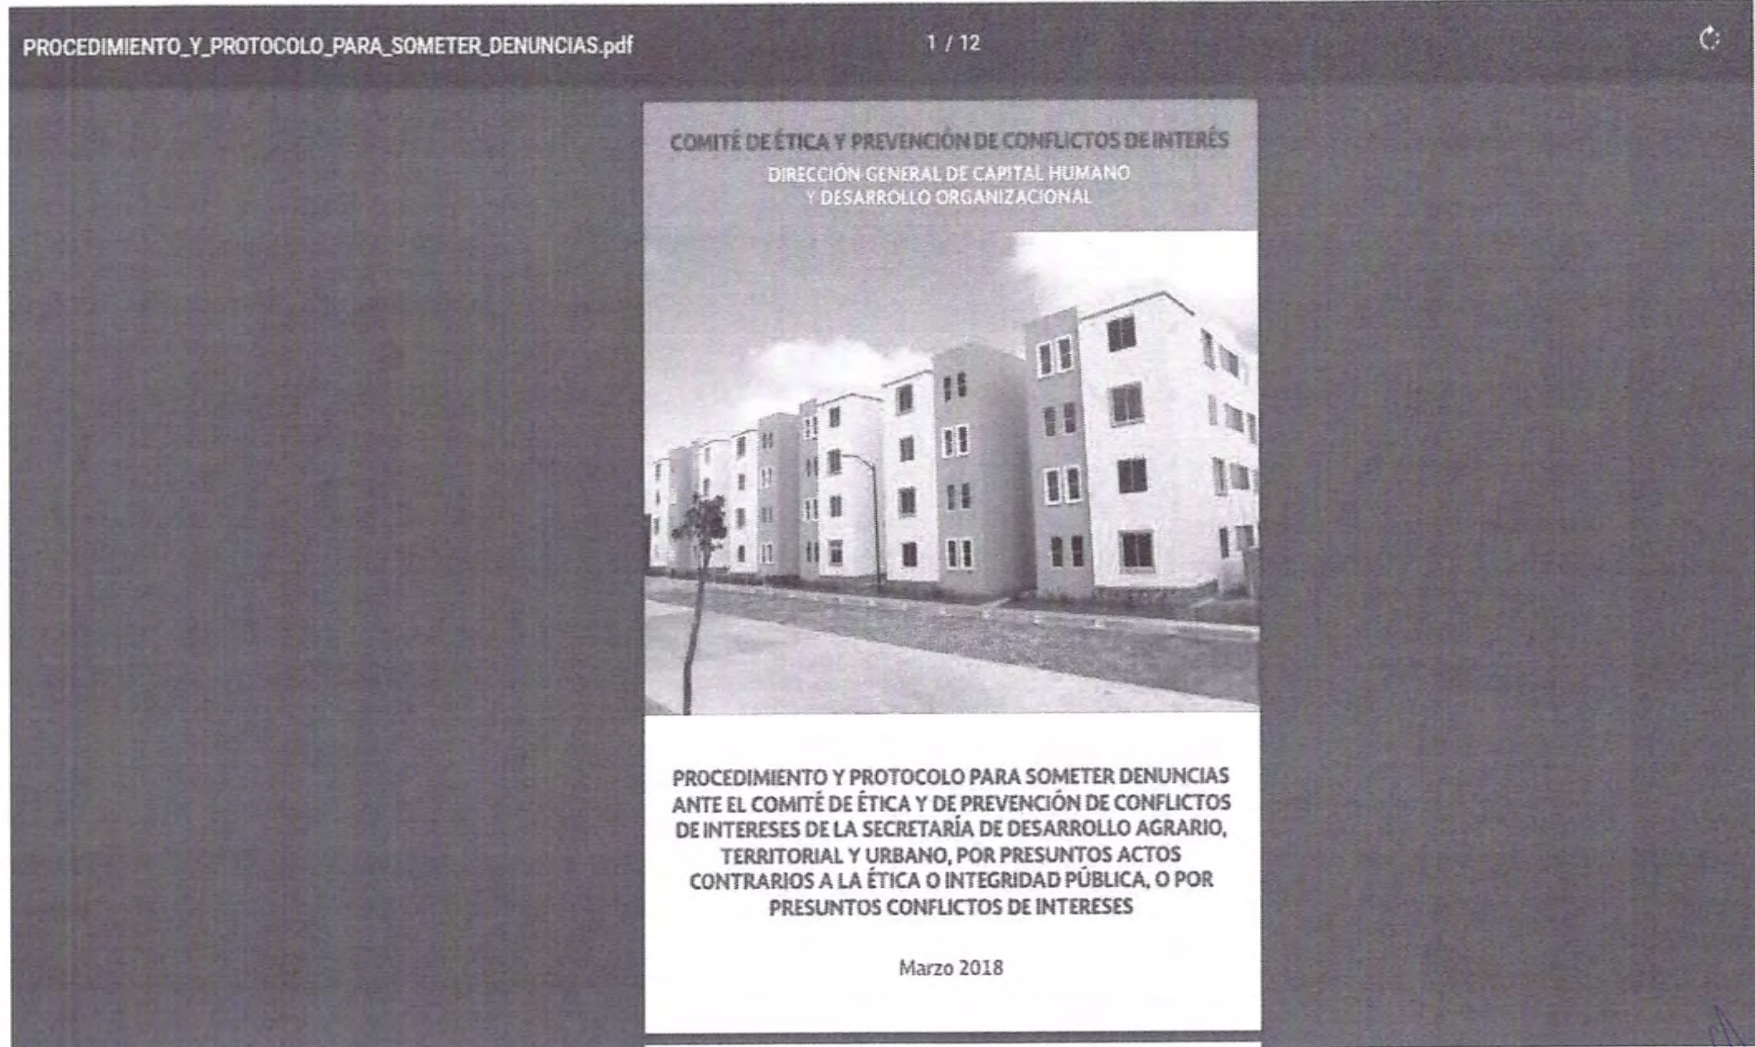 PROCEDIMIENTO_Y_PROTOCOLO_PARA_SOMETER_DENUNCIAS.pdf
1 / 12
COMITÉ DE ÉTICA Y PREVENCIÓN DE CONFLICTOS DE INTERÉS
DIRECCIÓN GENERAL DE CAPITAL HUMANO
Y DESARROLLO ORGANIZACIONAL
PROCEDIMIENTO Y PROTOCOLO PARA SOMETER DENUNCIAS
ANTE EL COMITÉ DE ÉTICA Y DE PREVENCIÓN DE CONFLICTOS
DE INTERESES DE LA SECRETARÍA DE DESARROLLO AGRARIO,
TERRITORIAL Y URBANO, POR PRESUNTOS ACTOS
CONTRARIOS A LA ÉTICA O INTEGRIDAD PÚBLICA, O POR
PRESUNTOS CONFLICTOS DE INTERESES
Marzo 2018